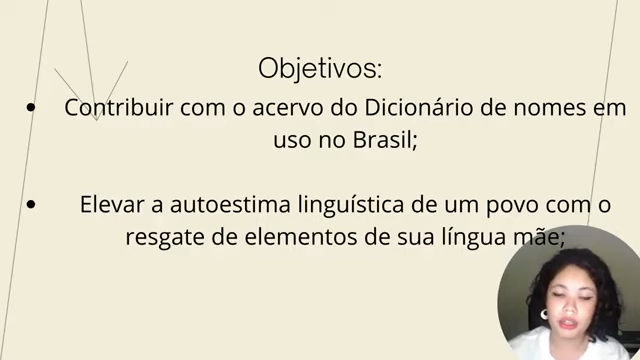 Objetivos:
Contribuir com o acervo do Dicionário de nomes em
uso no Brasil;
Elevar a autoestima linguística de um povo com o
resgate de elementos de sua língua mãe;